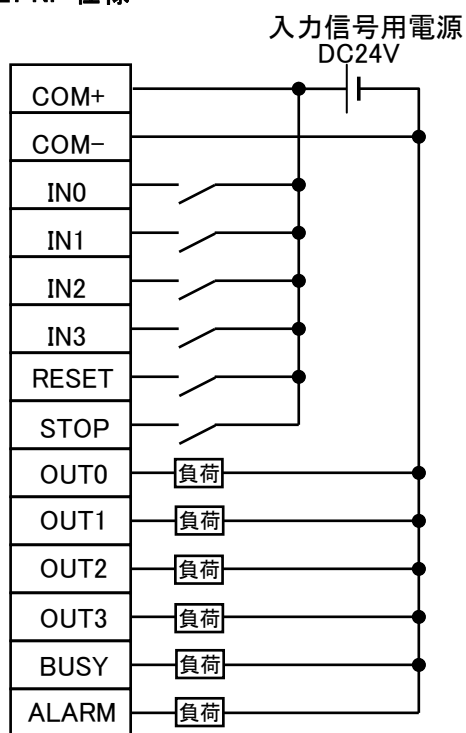 入力信号用電源
DC24V
COM+
COM-
IN0
IN1
IN2
IN3
RESET
STOP
OUT0 負荷
OUT1 負荷
OUT2 負荷
OUT3 負荷
BUSY 負荷
ALARM 負荷